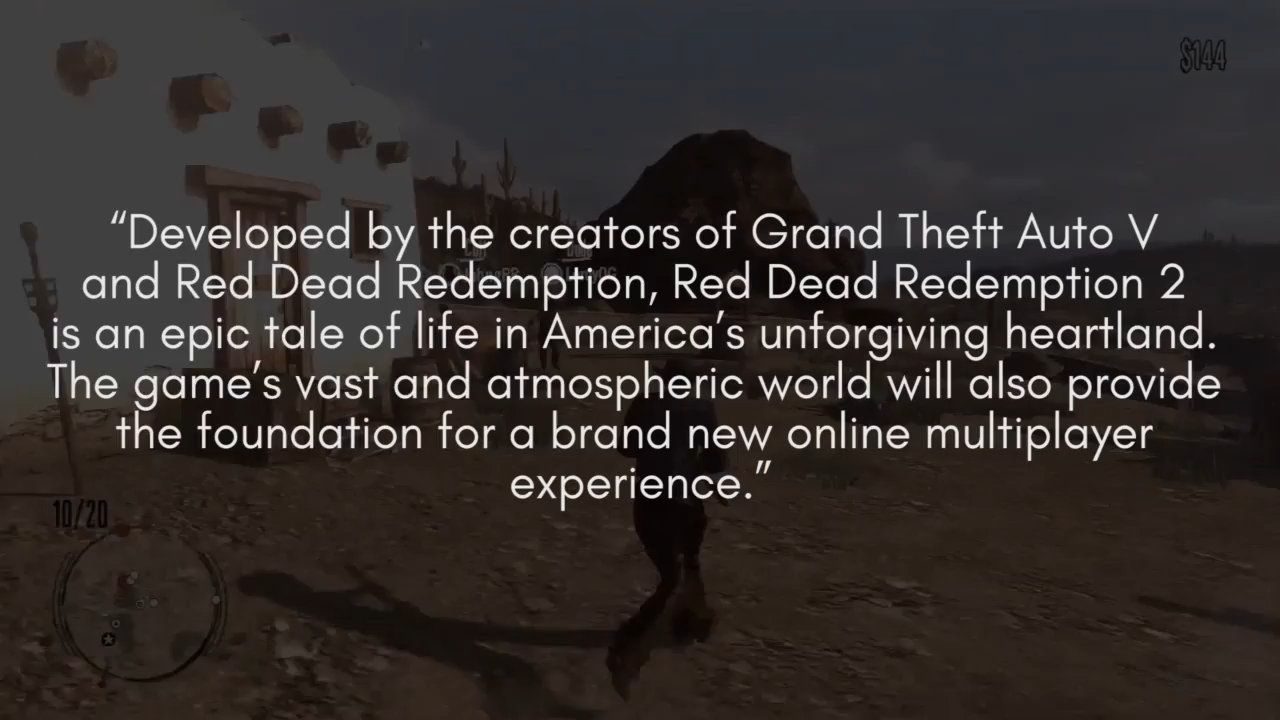 $144
“Developed by the creators of Grand Theft Auto V
and Red Dead Redemption, Red Dead Redemption 2
is an epic tale of life in America’s unforgiving heartland.
The game’s vast and atmospheric world will also provide
the foundation for a brand new online multiplayer
experience.”
10/20